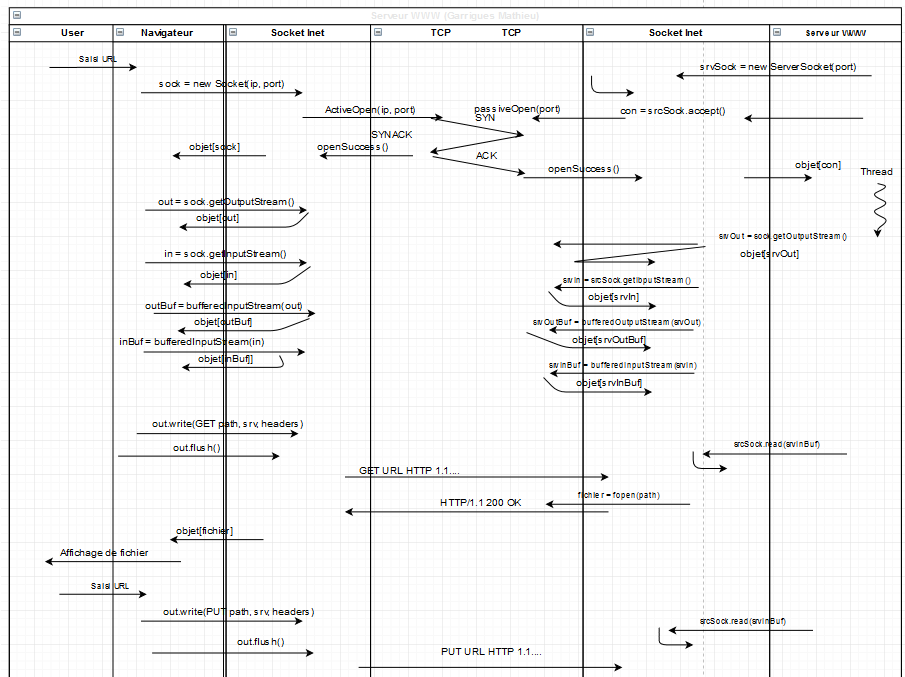 Serveur WWW (Garrigues Mathieu)
User
Navigateur
Socket Inet
TCP
TCP
Socket Inet
Serveur WWW
Saisi URL
srvSock = new ServerSocket(port)
sock = new Socket(ip, port)
ActiveOpen(ip, port)
passiveOpen(port)
con = srcSock.accept()
SYN
SYNACK
objet[sock]
openSuccess()
ACK
openSuccess()
objet[con]
Thread
out = sock.getOutputStream()
objet[out]
srvOut = sock.getOutputStream()
in = sock.getInputStream()
objet[srvOut]
objet[in]
srvIn = srcSock.getIoputStream()
objet[srvIn]
outBuf = bufferedInputStream(out)
objet[outBuf]
srvOutBuf = bufferedOutputStream(srvOut)
inBuf = bufferedInputStream(in)
objet[srvOutBuf]
objet[inBuf]
srvInBuf = bufferedInputStream(srvIn)
objet[srvInBuf]
out.write(GET path, srv, headers)
out.flush()
srcSock.read(srvInBuf)
GET URL HTTP 1.1....
fichier = fopen(path)
HTTP/1.1 200 OK
objet[fichier]
Affichage de fichier
Saisi URL
out.write(PUT path, srv, headers)
srcSock.read(srvInBuf)
out.flush()
PUT URL HTTP 1.1....